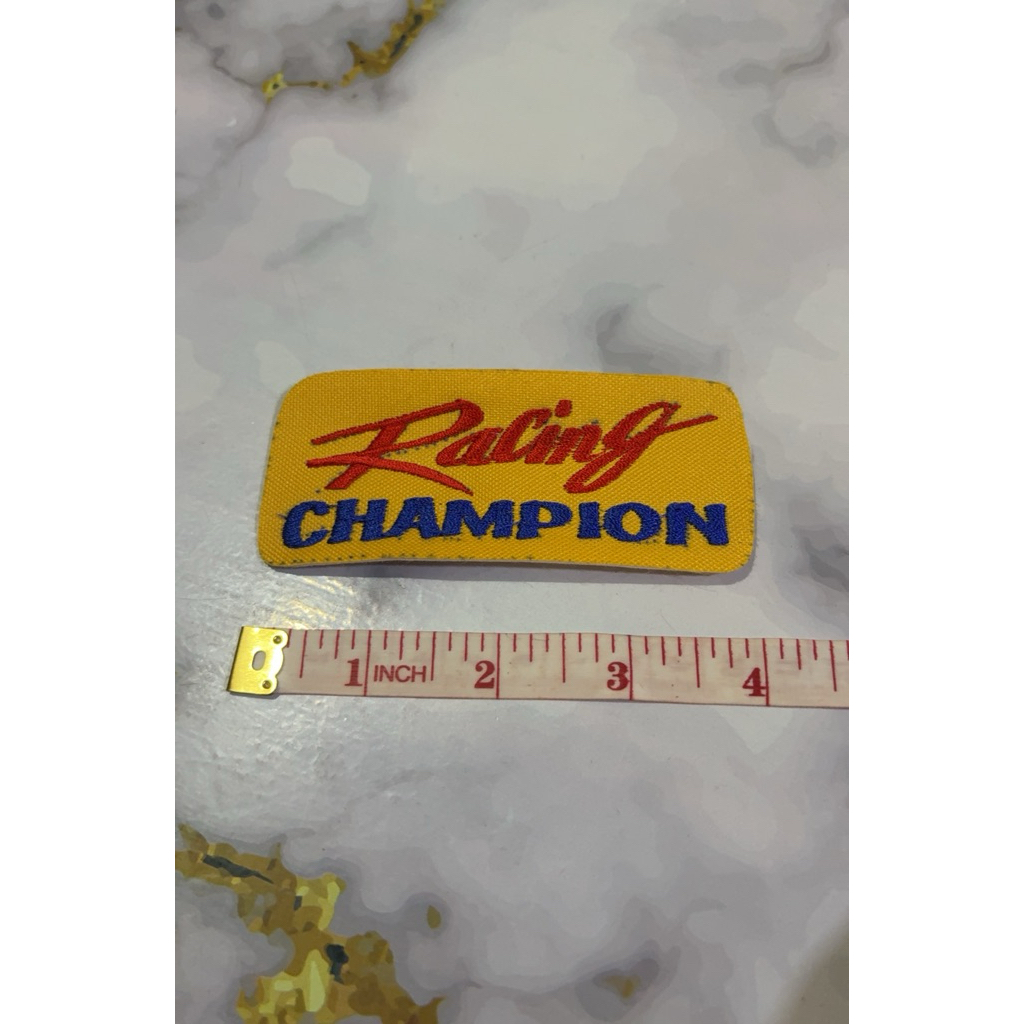 Racing
CHAMPION
1 INCH 2 3 4